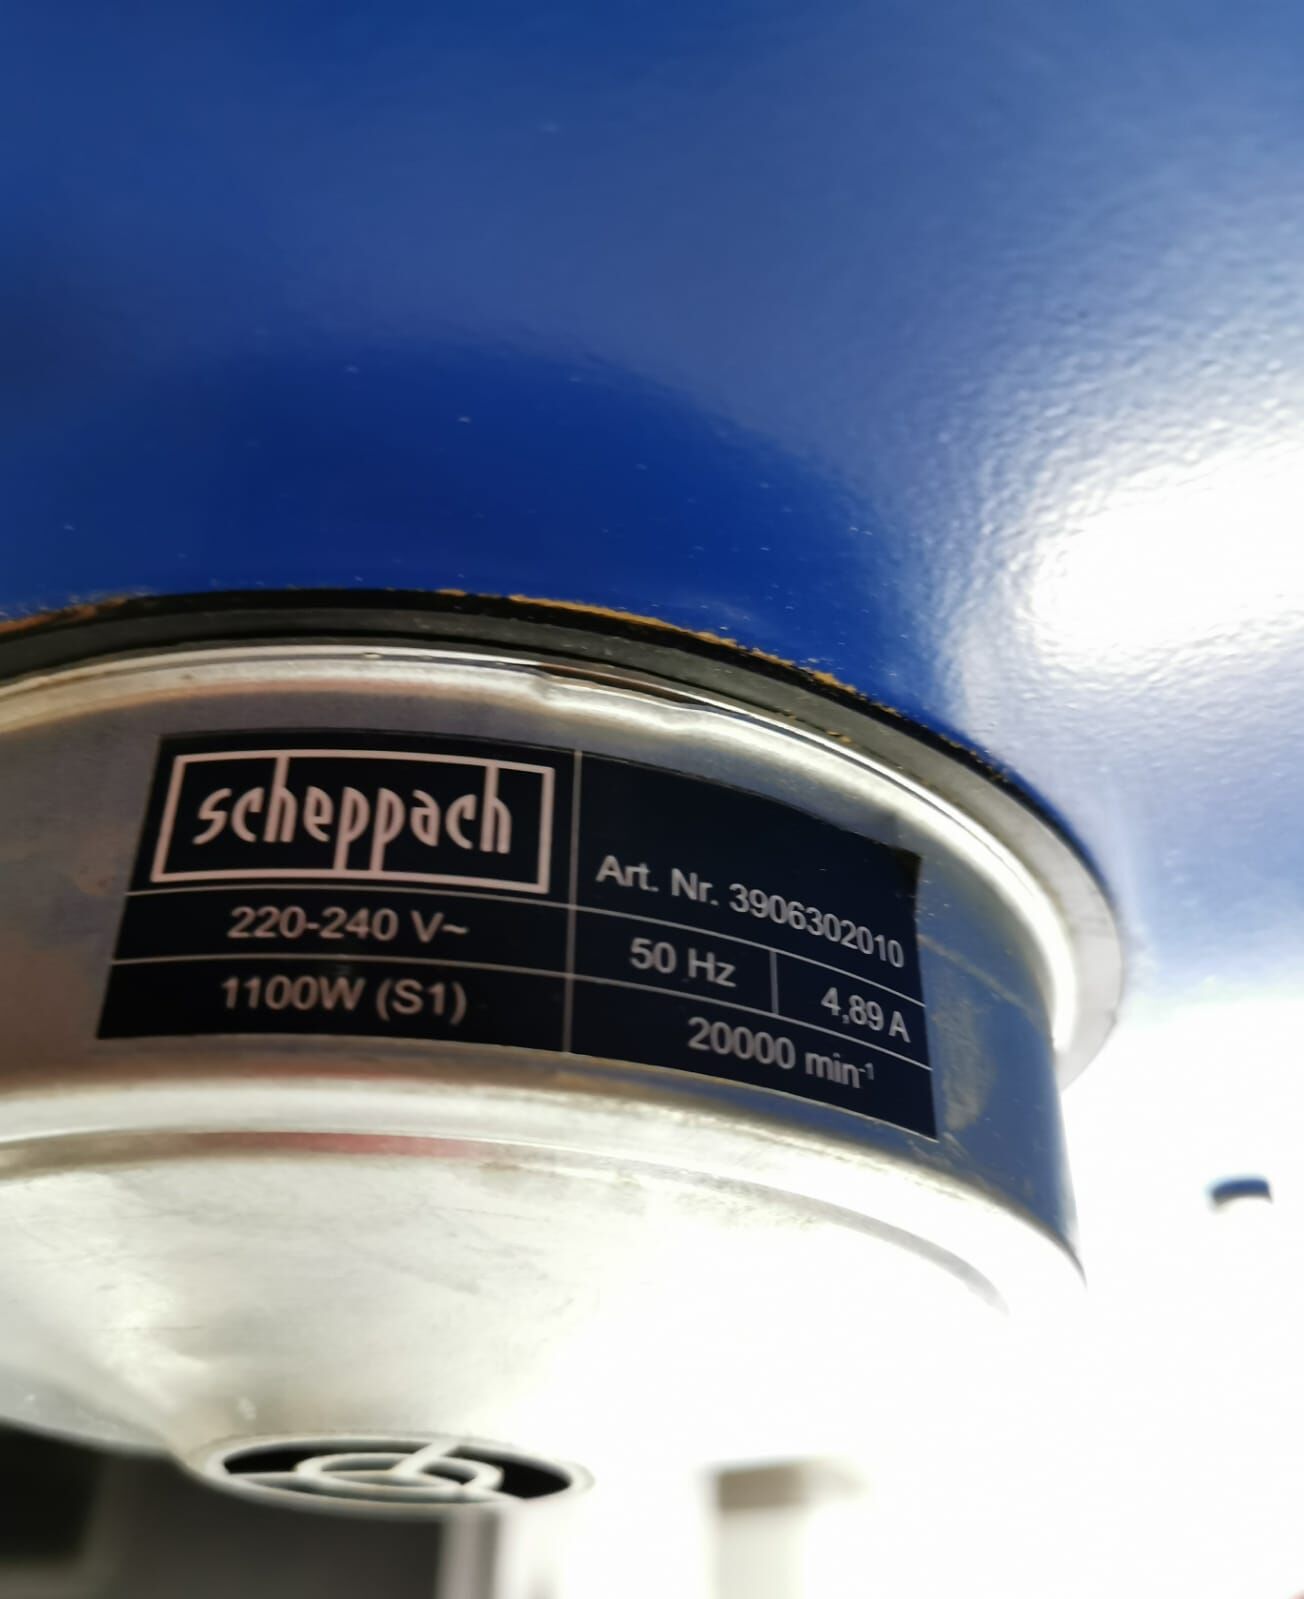 scheppach
Art. Nr. 3906302010
220-240 V~
50 Hz
4,89 A
1100W (S1)
20000 min⁻¹